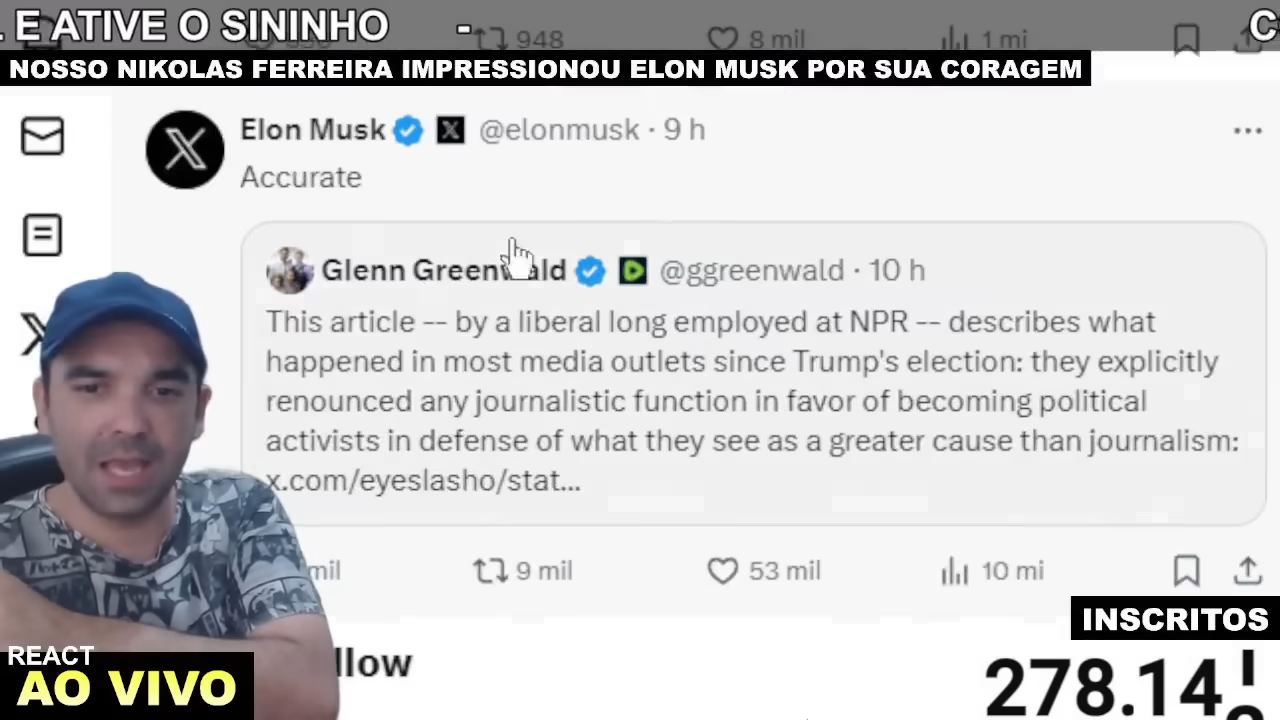 E ATIVE O SININHO - C
948 8 mil 1 mi
NOSSO NIKOLAS FERREIRA IMPRESSIONOU ELON MUSK POR SUA CORAGEM
Elon Musk @elonmusk · 9 h
Accurate
Glenn Greenwald @ggreenwald · 10 h
This article -- by a liberal long employed at NPR -- describes what
happened in most media outlets since Trump's election: they explicitly
renounced any journalistic function in favor of becoming political
activists in defense of what they see as a greater cause than journalism:
x.com/eyeslasho/stat...
mil 9 mil 53 mil 10 mi
INSCRITOS
llow
278.14
REACT
AO VIVO